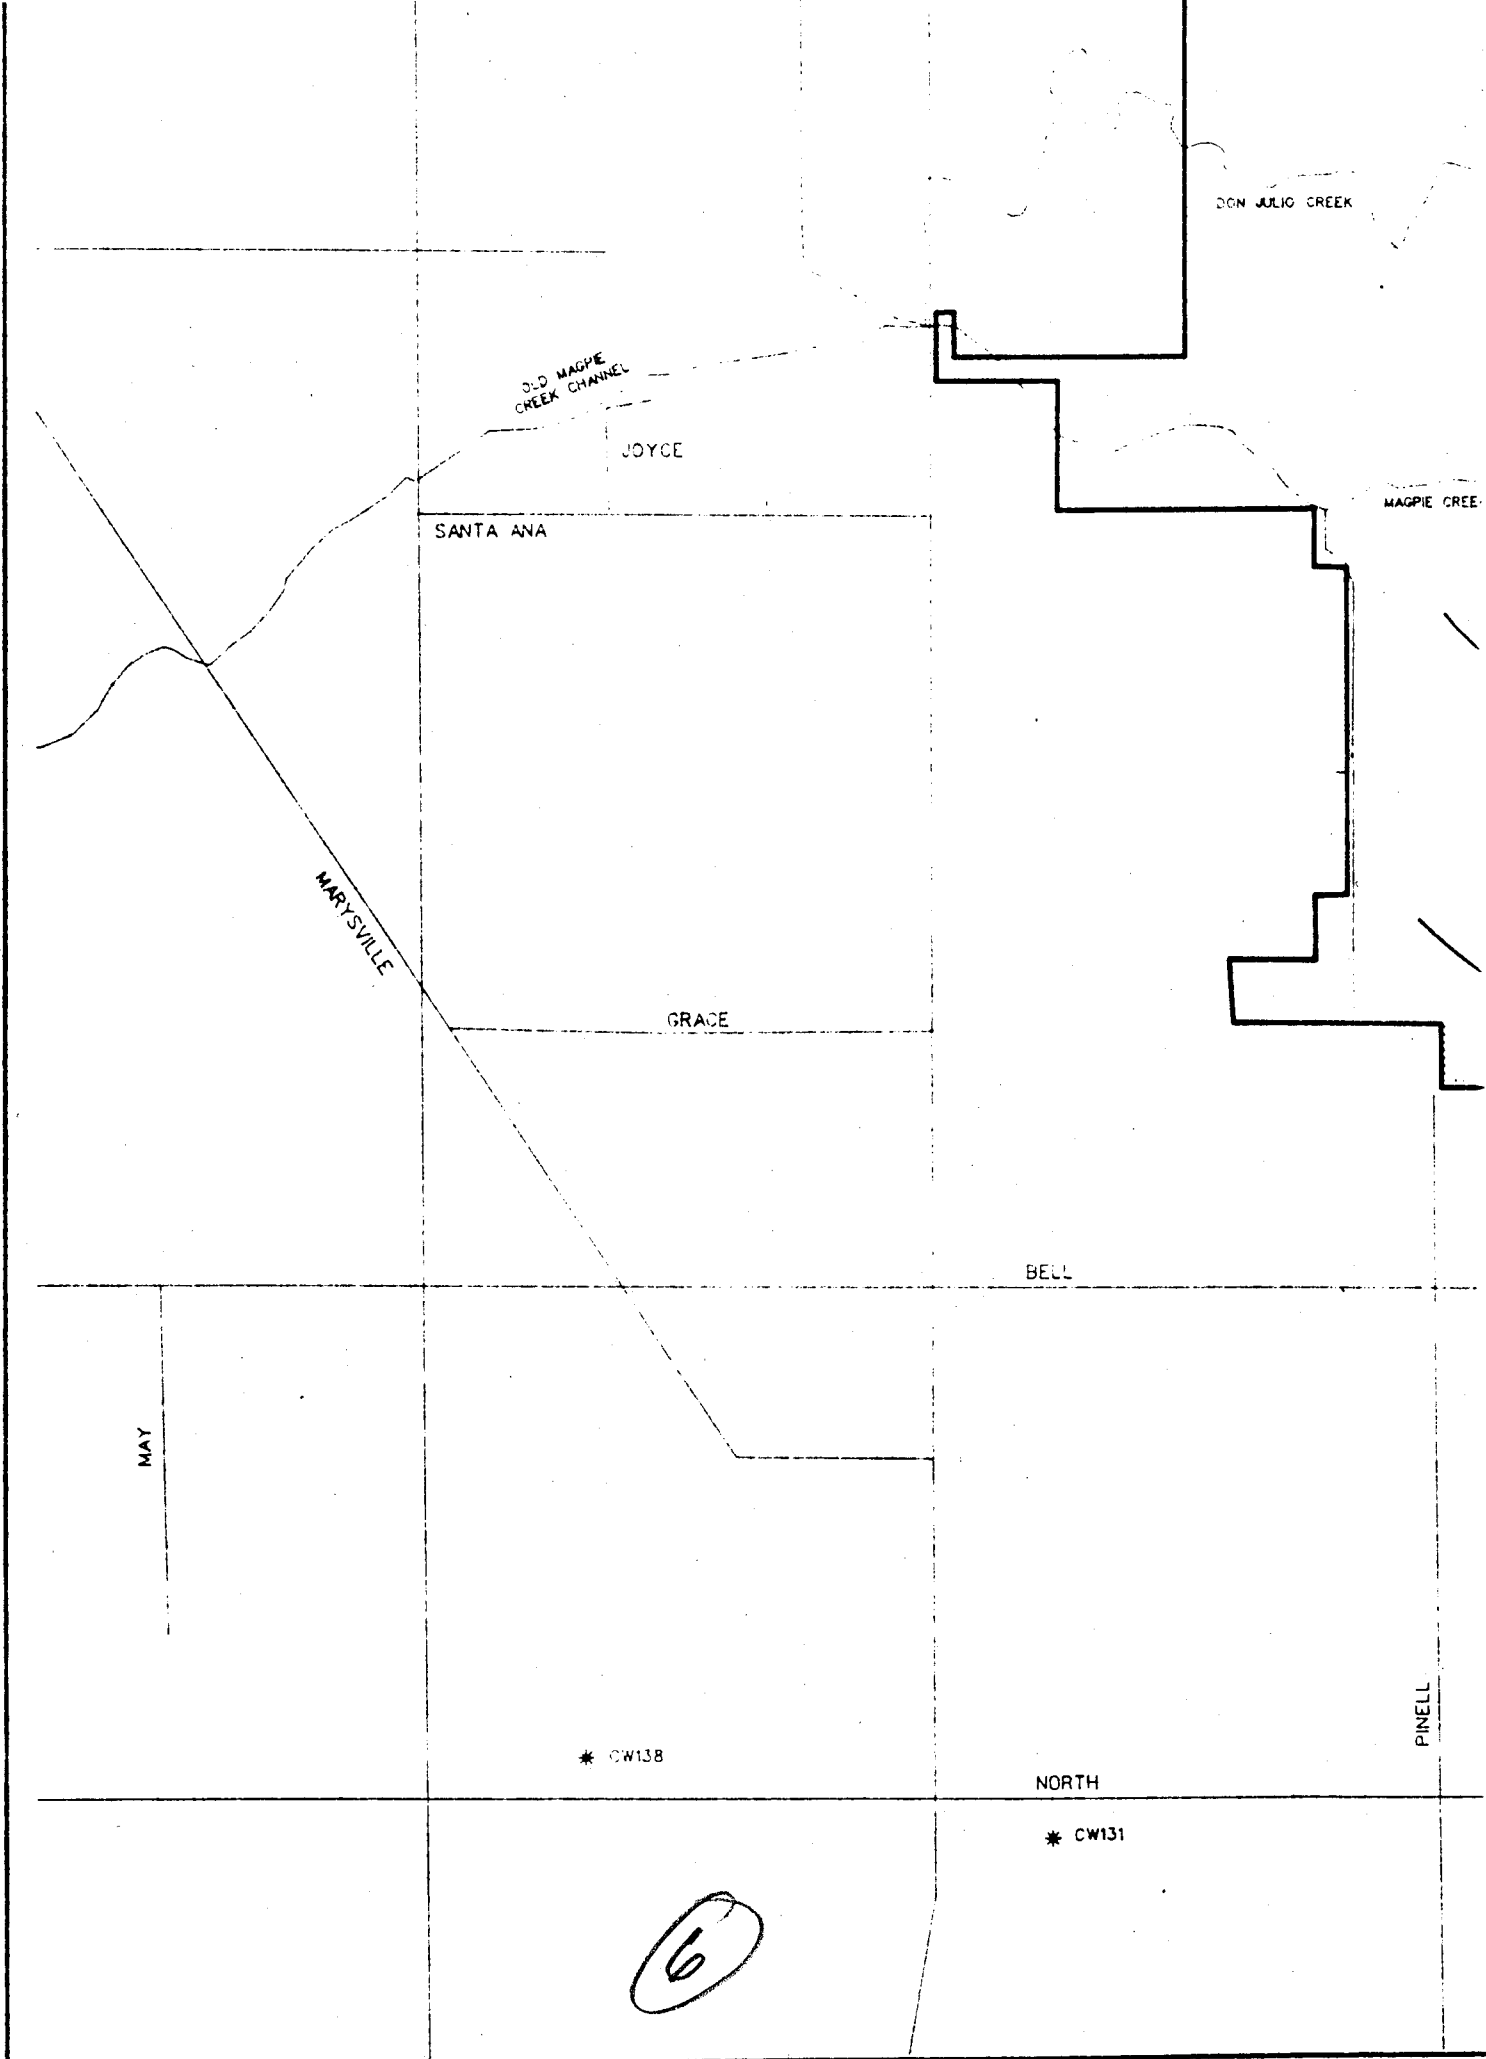 DON JULIO CREEK
OLD MAGPIE
CREEK CHANNEL
JOYCE
MAGPIE CREE
SANTA ANA
MARYSVILLE
GRACE
BELL
MAY
PINELL
CW138
NORTH
CW131
6